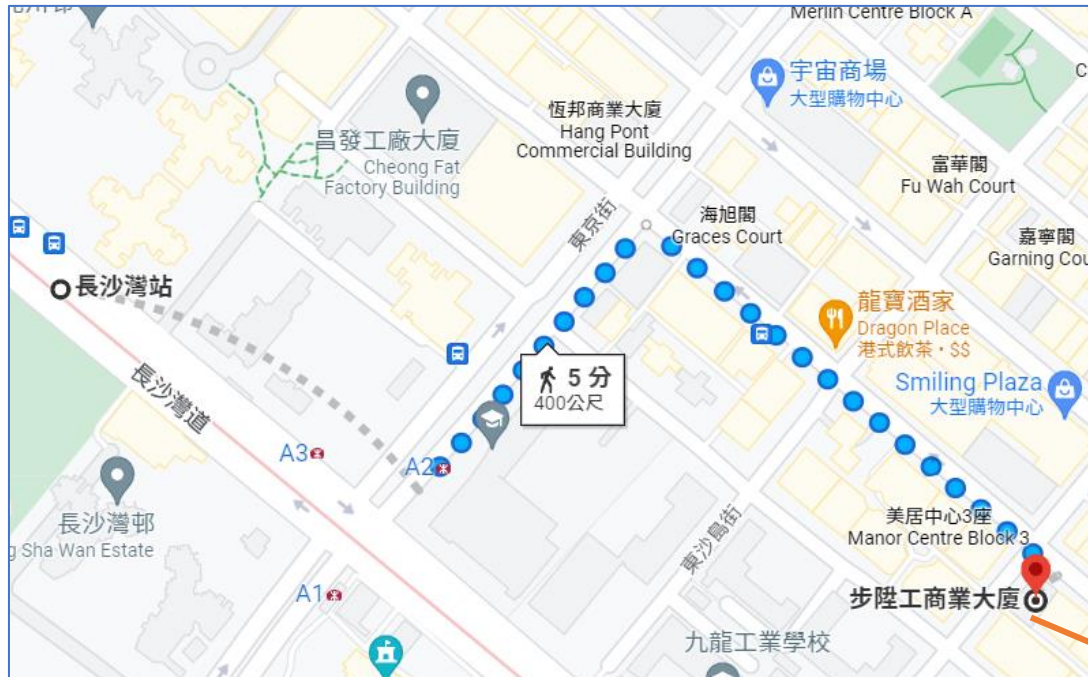 Merlin Centre Block A
宇宙商場
大型購物中心
恆邦商業大廈
Hang Pont
Commercial Building
昌發工廠大廈
Cheong Fat
Factory Building
富華閣
Fu Wah Court
東京街
海旭閣
Graces Court
嘉寧閣
Garning Cou
長沙灣站
龍寶酒家
Dragon Place
港式飲茶・$$
5 分
400公尺
Smiling Plaza
大型購物中心
長沙灣道
A3
A2
長沙灣邨
g Sha Wan Estate
東沙島街
美居中心3座
Manor Centre Block 3
A1
步陞工商業大廈
九龍工業學校